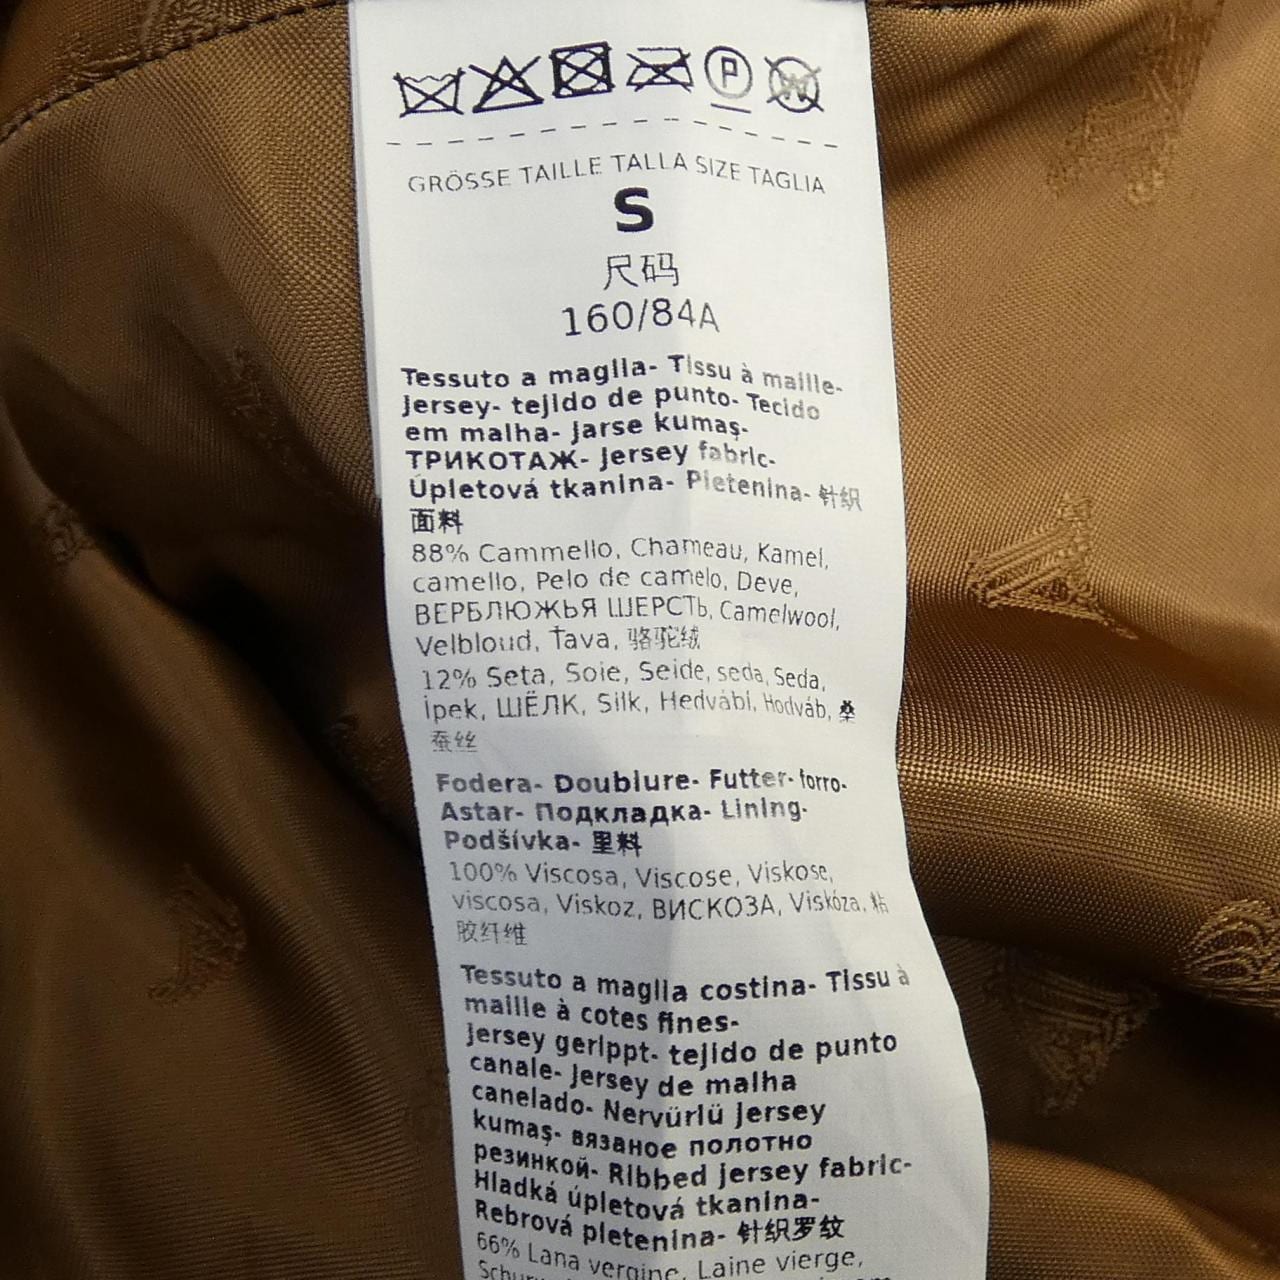 P
W
GRÖSSE TAILLE TALLA SIZE TAGLIA
S
尺码
160/84A
Tessuto a maglia- Tissu à maille-
Jersey- tejido de punto- Tecido
em malha- Jarse kumaş-
ТРИКОТАЖ- Jersey fabric-
Úpletová tkanina- Pletenina- 针织
面料
88% Cammello, Chameau, Kamel,
camello, Pelo de camelo, Deve,
ВЕРБЛЮЖЬЯ ШЕРСТЬ, Camelwool,
Velbloud, Ťava, 骆驼绒
12% Seta, Soie, Seide, seda, Seda,
İpek, ШЁЛК, Silk, Hedvábí, Hodváb, 桑
蚕丝
Fodera- Doublure- Futter- forro-
Astar- Подкладка- Lining-
Podšívka- 里料
100% Viscosa, Viscose, Viskose,
viscosa, Viskoz, ВИСКОЗА, Viskóza, 粘
胶纤维
Tessuto a maglia costina- Tissu à
maille à cotes fines-
Jersey gerippt- tejido de punto
canale- Jersey de malha
canelado- Nervürlü Jersey
kumaş- вязаное полотно
резинкой- Ribbed jersey fabric-
Hladká úpletová tkanina-
Rebrová pletenina- 针织罗纹
66% Lana vergine, Laine vierge,